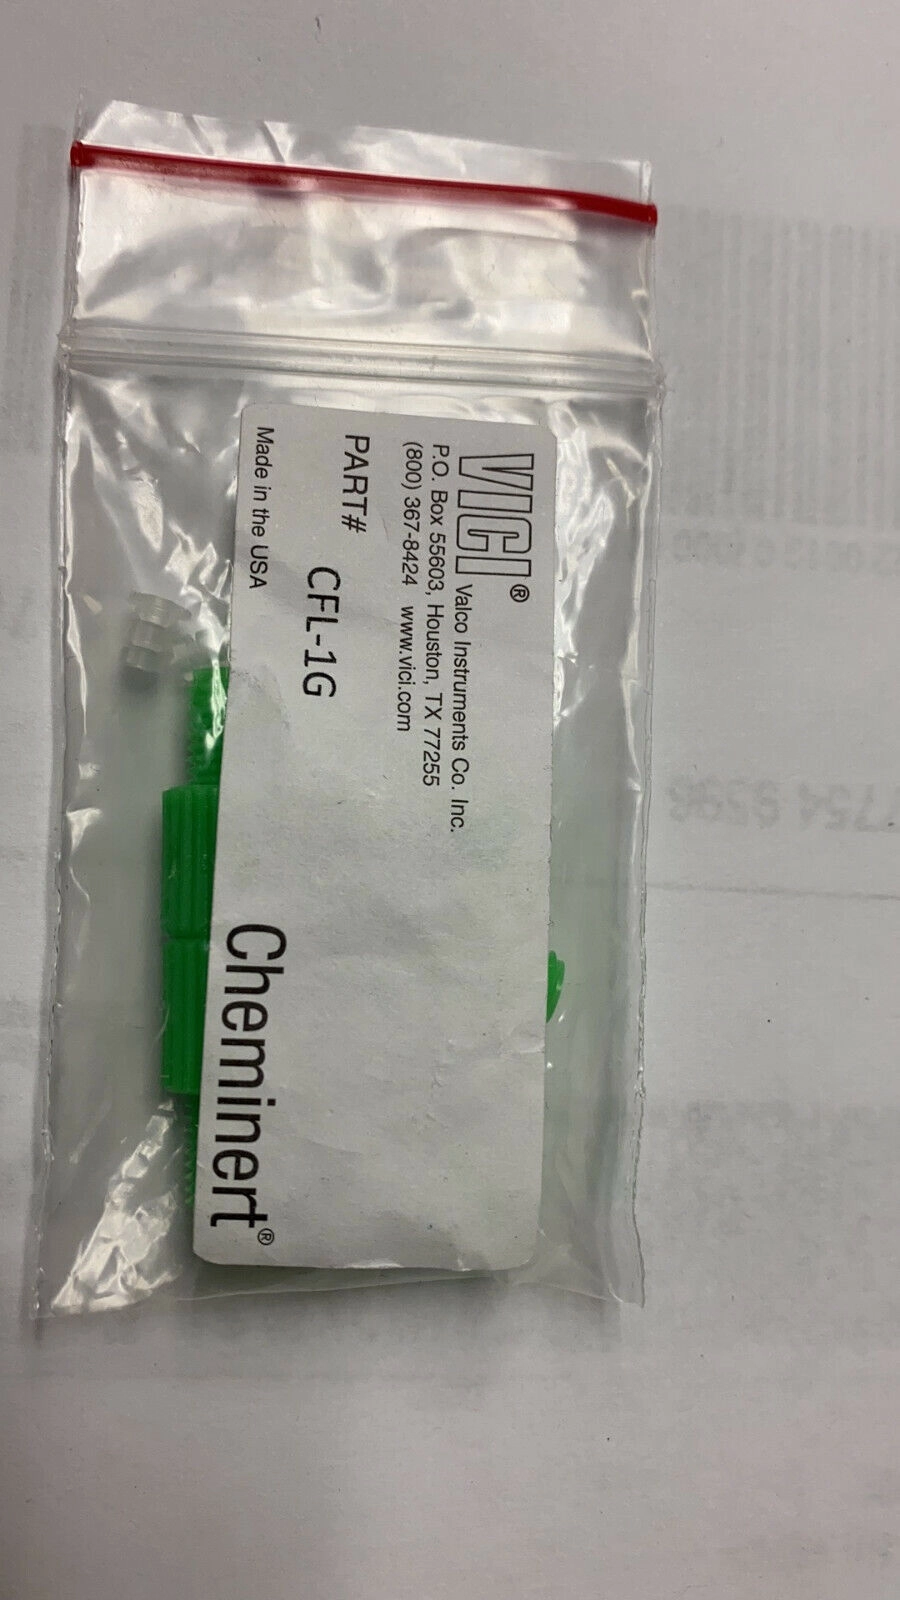 VICI® Valco Instruments Co. Inc.
P.O. Box 55603, Houston, TX 77255
(800) 367-8424 www.vici.com
PART# CFL-1G
Made in the USA
Cheminert®